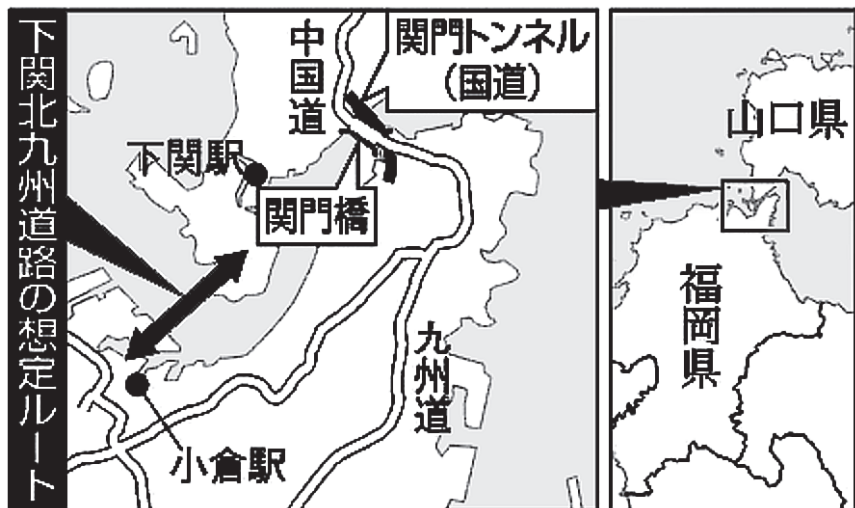 下関北九州道路の想定ルート
中国道
関門トンネル
(国道)
下関駅
関門橋
九州道
小倉駅
山口県
福岡県